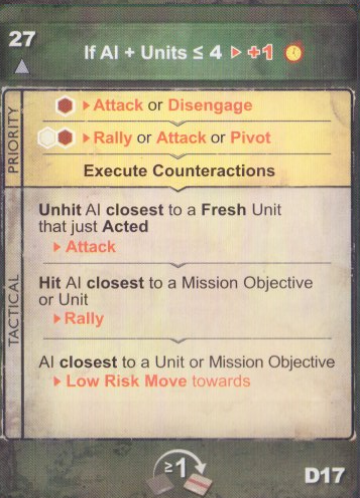 27
If AI + Units ≤ 4 ▶ +1
PRIORITY
▶ Attack or Disengage
▶ Rally or Attack or Pivot
Execute Counteractions
TACTICAL
Unhit AI closest to a Fresh Unit
that just Acted
▶ Attack
Hit AI closest to a Mission Objective
or Unit
▶ Rally
AI closest to a Unit or Mission Objective
▶ Low Risk Move towards
≥1
D17